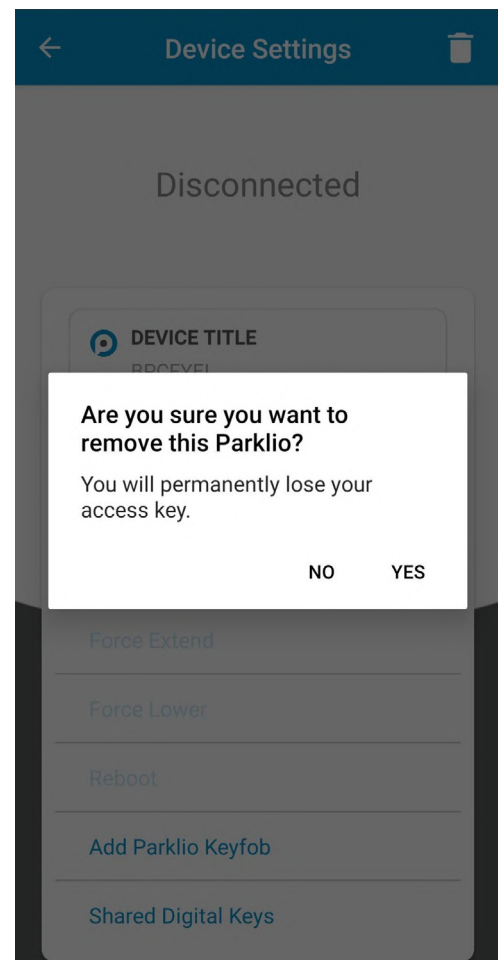 Device Settings
Disconnected
DEVICE TITLE
Are you sure you want to
remove this Parklio?
You will permanently lose your
access key.
NO YES
Force Extend
Force Lower
Reboot
Add Parklio Keyfob
Shared Digital Keys